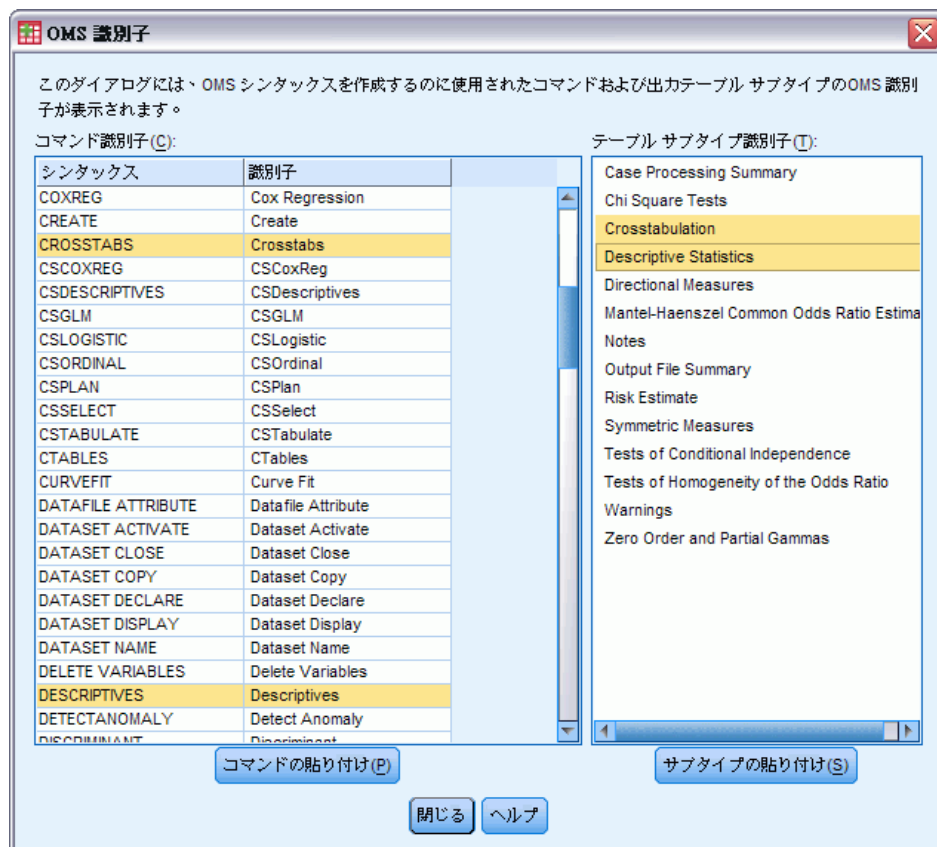 OMS 識別子
このダイアログには、OMS シンタックスを作成するのに使用されたコマンドおよび出力テーブル サブタイプのOMS 識別
子が表示されます。
コマンド識別子(C):
シンタックス 識別子
COXREG Cox Regression
CREATE Create
CROSSTABS Crosstabs
CSCOXREG CSCoxReg
CSDESCRIPTIVES CSDescriptives
CSGLM CSGLM
CSLOGISTIC CSLogistic
CSORDINAL CSOrdinal
CSPLAN CSPlan
CSSELECT CSSelect
CSTABULATE CSTabulate
CTABLES CTables
CURVEFIT Curve Fit
DATAFILE ATTRIBUTE Datafile Attribute
DATASET ACTIVATE Dataset Activate
DATASET CLOSE Dataset Close
DATASET COPY Dataset Copy
DATASET DECLARE Dataset Declare
DATASET DISPLAY Dataset Display
DATASET NAME Dataset Name
DELETE VARIABLES Delete Variables
DESCRIPTIVES Descriptives
DETECTANOMALY Detect Anomaly
DISCRIMINANT Discriminant
コマンドの貼り付け(P)
テーブル サブタイプ識別子(T):
Case Processing Summary
Chi Square Tests
Crosstabulation
Descriptive Statistics
Directional Measures
Mantel-Haenszel Common Odds Ratio Estima
Notes
Output File Summary
Risk Estimate
Symmetric Measures
Tests of Conditional Independence
Tests of Homogeneity of the Odds Ratio
Warnings
Zero Order and Partial Gammas
サブタイプの貼り付け(S)
閉じる ヘルプ